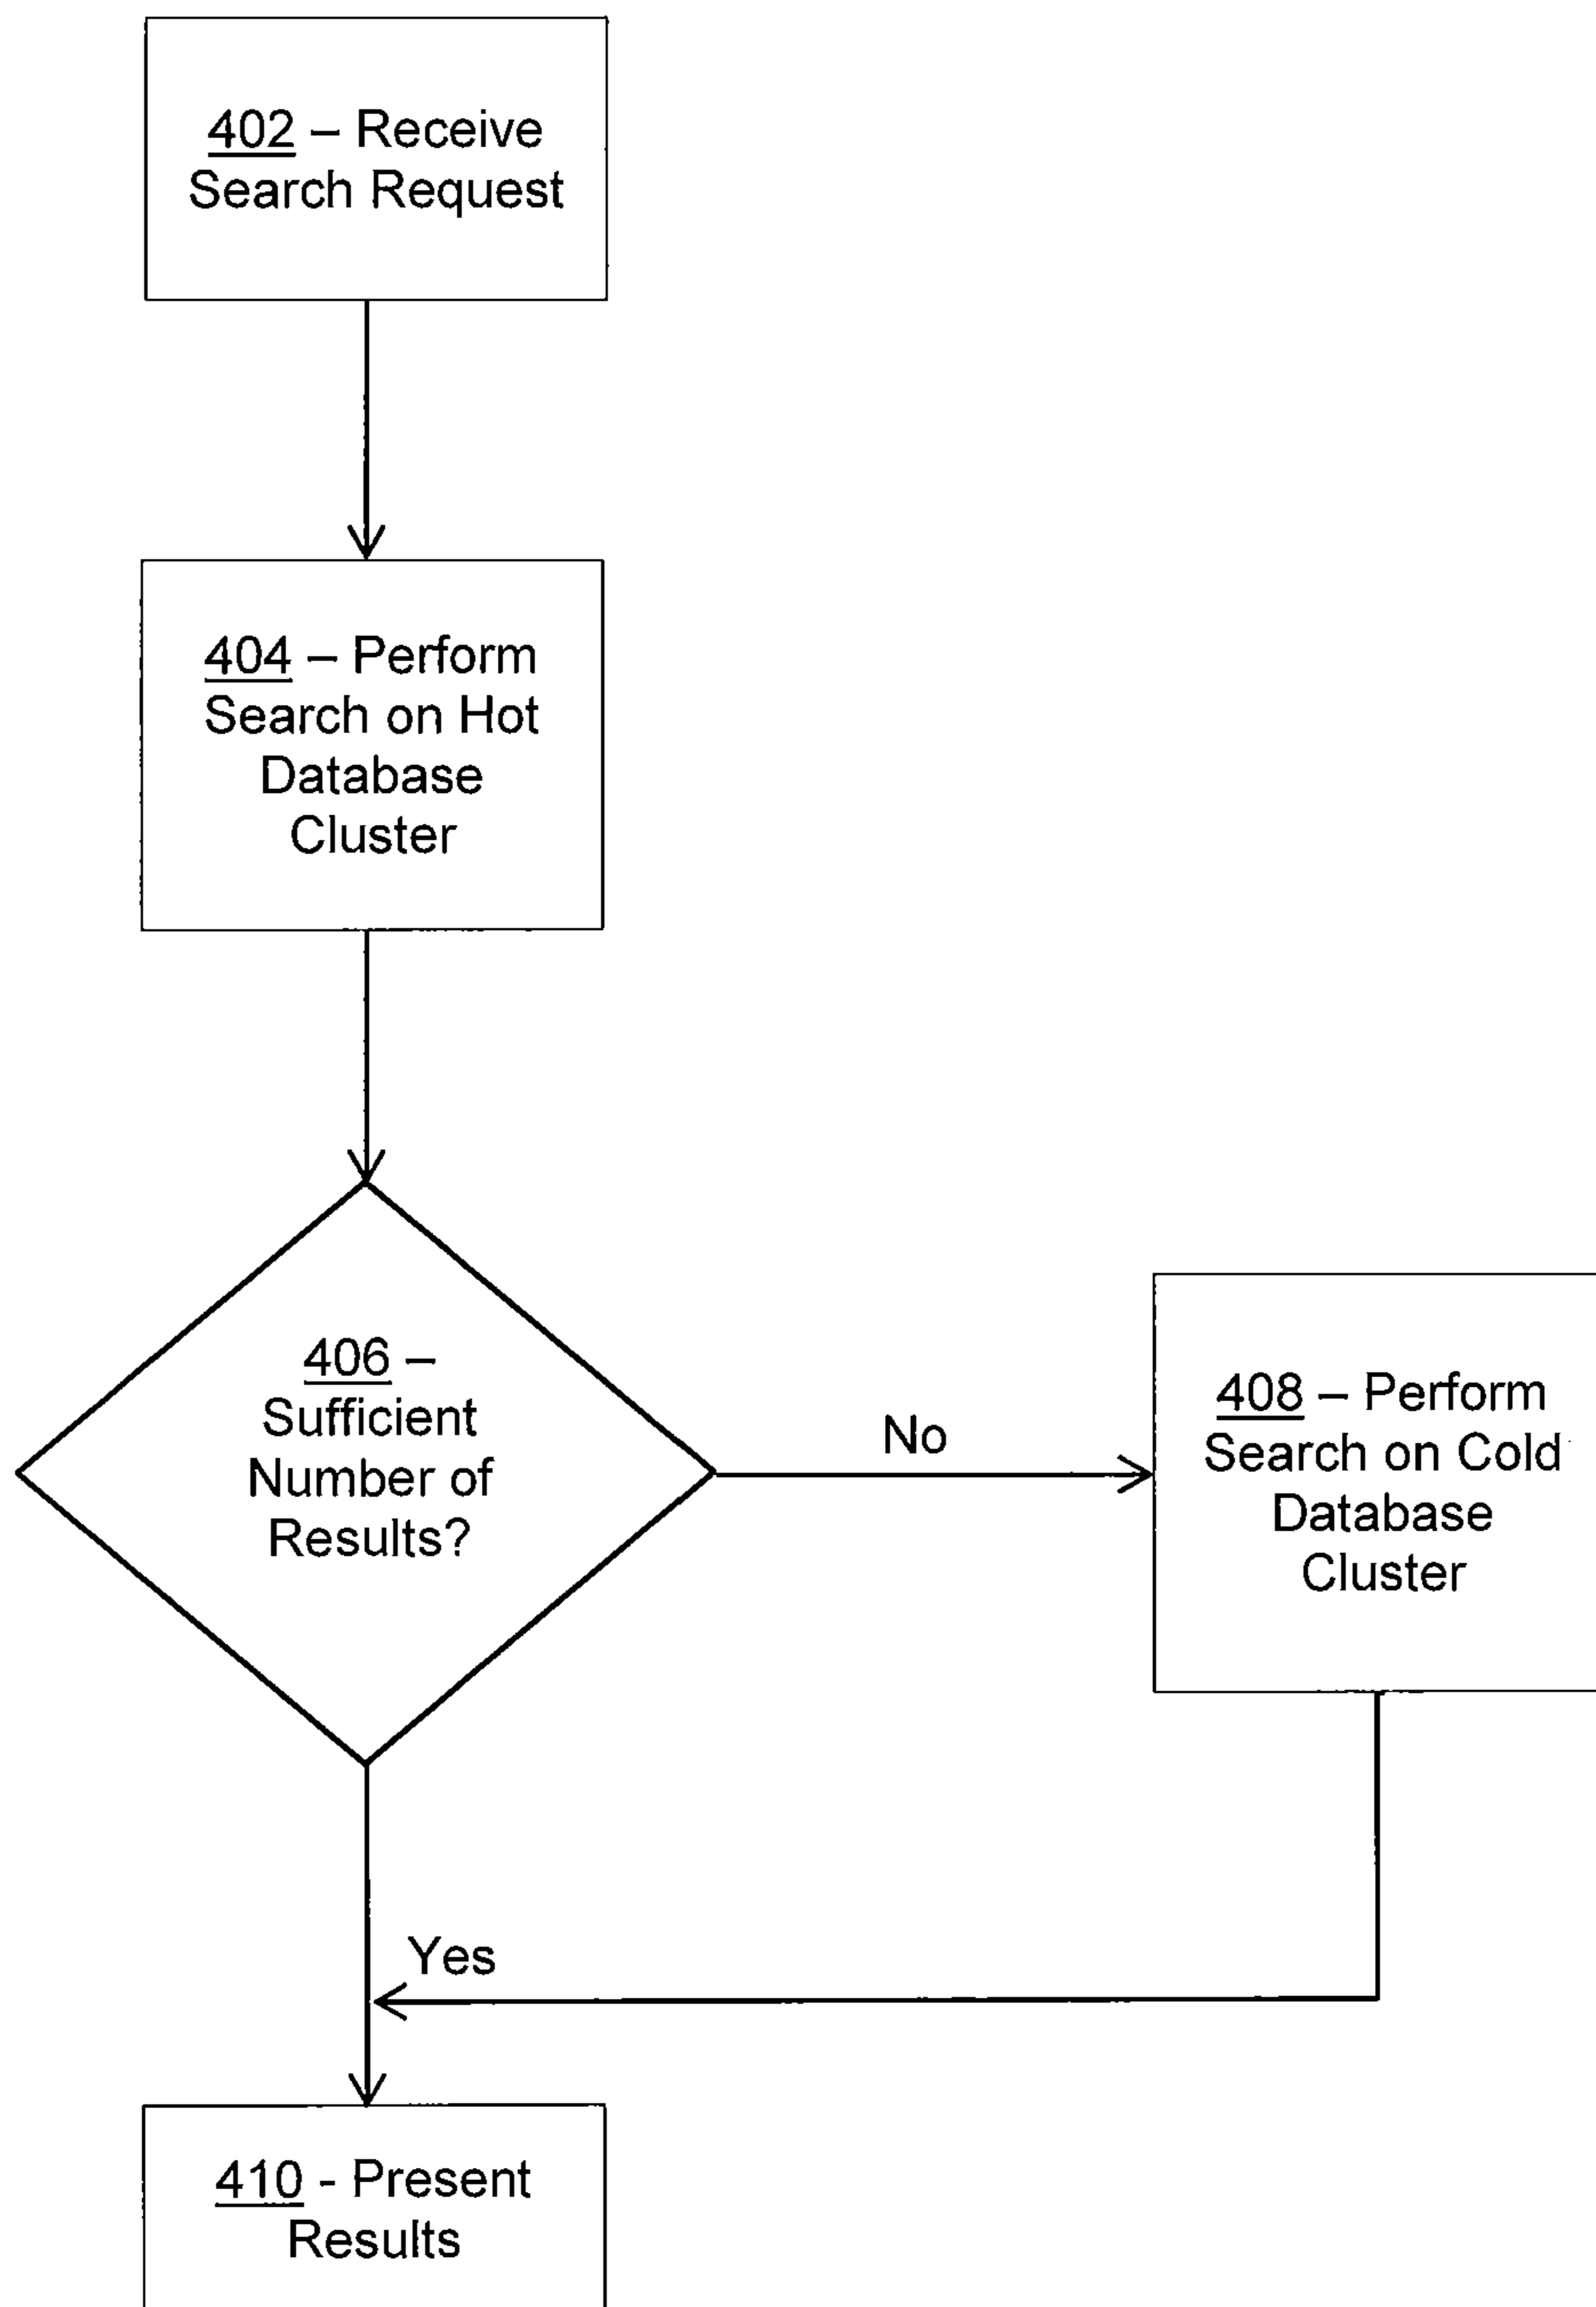 402 – Receive
Search Request
404 – Perform
Search on Hot
Database
Cluster
406 –
Sufficient
Number of
Results?
No
408 – Perform
Search on Cold
Database
Cluster
Yes
410 - Present
Results